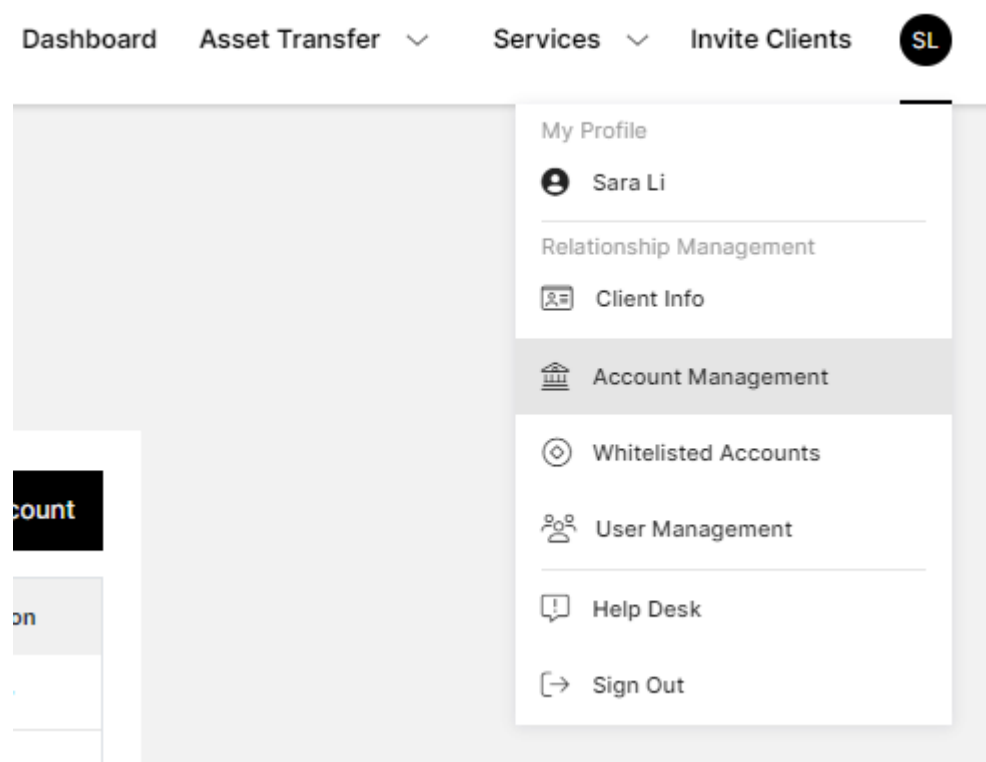 Dashboard Asset Transfer Services Invite Clients SL
My Profile
Sara Li
Relationship Management
Client Info
Account Management
Whitelisted Accounts
User Management
Help Desk
Sign Out
count
on